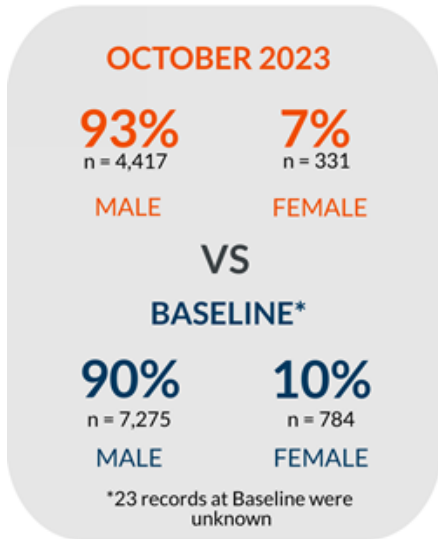 OCTOBER 2023
93% 7%
n = 4,417 n = 331
MALE FEMALE
VS
BASELINE*
90% 10%
n = 7,275 n = 784
MALE FEMALE
*23 records at Baseline were
unknown